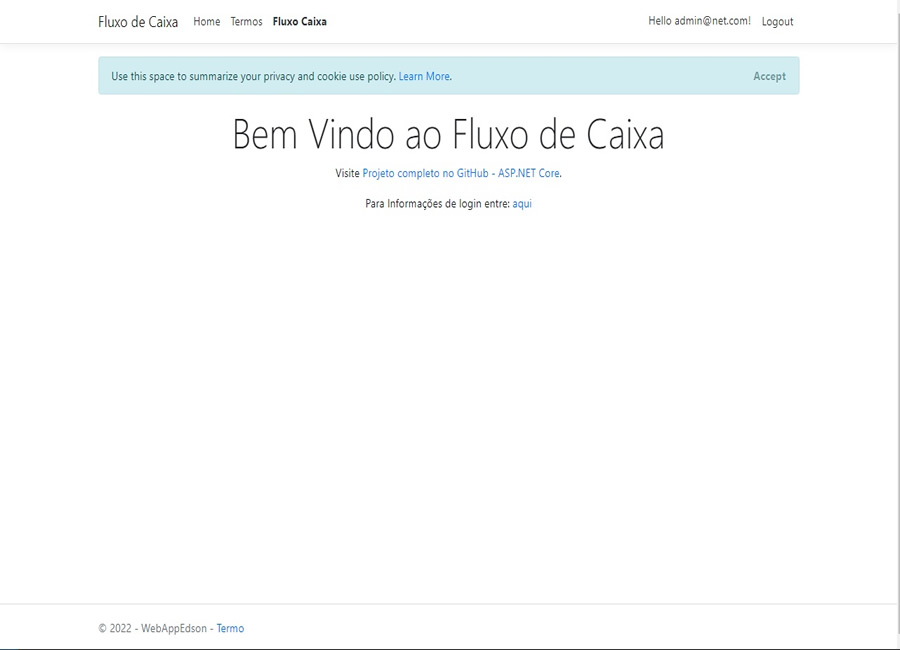 Fluxo de Caixa Home Termos Fluxo Caixa Hello admin@net.com! Logout
Use this space to summarize your privacy and cookie use policy. Learn More. Accept
Bem Vindo ao Fluxo de Caixa
Visite Projeto completo no GitHub - ASP.NET Core.
Para Informações de login entre: aqui
© 2022 - WebAppEdson - Termo